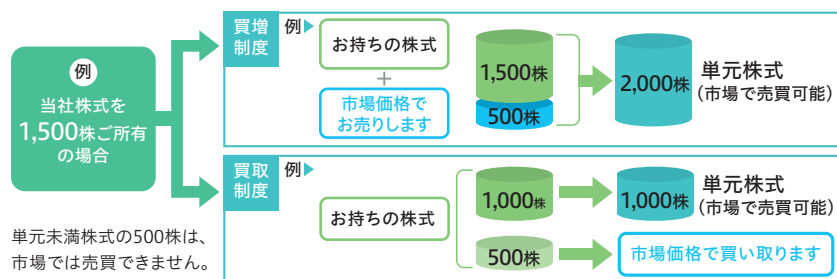 例
当社株式を
1,500株ご所有
の場合
単元未満株式の500株は、
市場では売買できません。
買増
制度
例
お持ちの株式
+
市場価格で
お売りします
1,500株
500株
2,000株
単元株式
(市場で売買可能)
買取
制度
例
お持ちの株式
1,000株
1,000株
単元株式
(市場で売買可能)
500株
市場価格で買い取ります